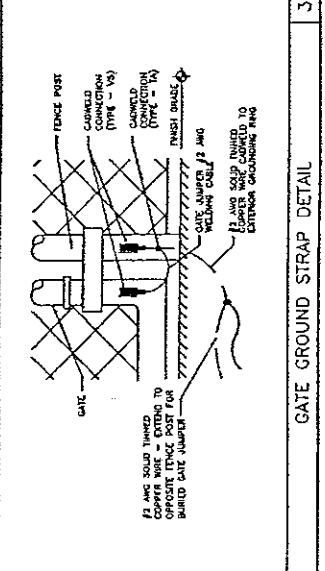 FENCE POST
CADWELD
CONNECTION
(TYPE - VS)
CADWELD
CONNECTION
(TYPE - TA)
FINISH GRADE
GATE JUMPER #2 AWG
WELDING CABLE
#2 AWG SOLID TINNED
COPPER WIRE CADWELD TO
EXTERIOR GROUNDING RING
GATE
#2 AWG SOLID TINNED
COPPER WIRE - EXTEND TO
OPPOSITE FENCE POST FOR
BURIED GATE JUMPER
GATE GROUND STRAP DETAIL
3